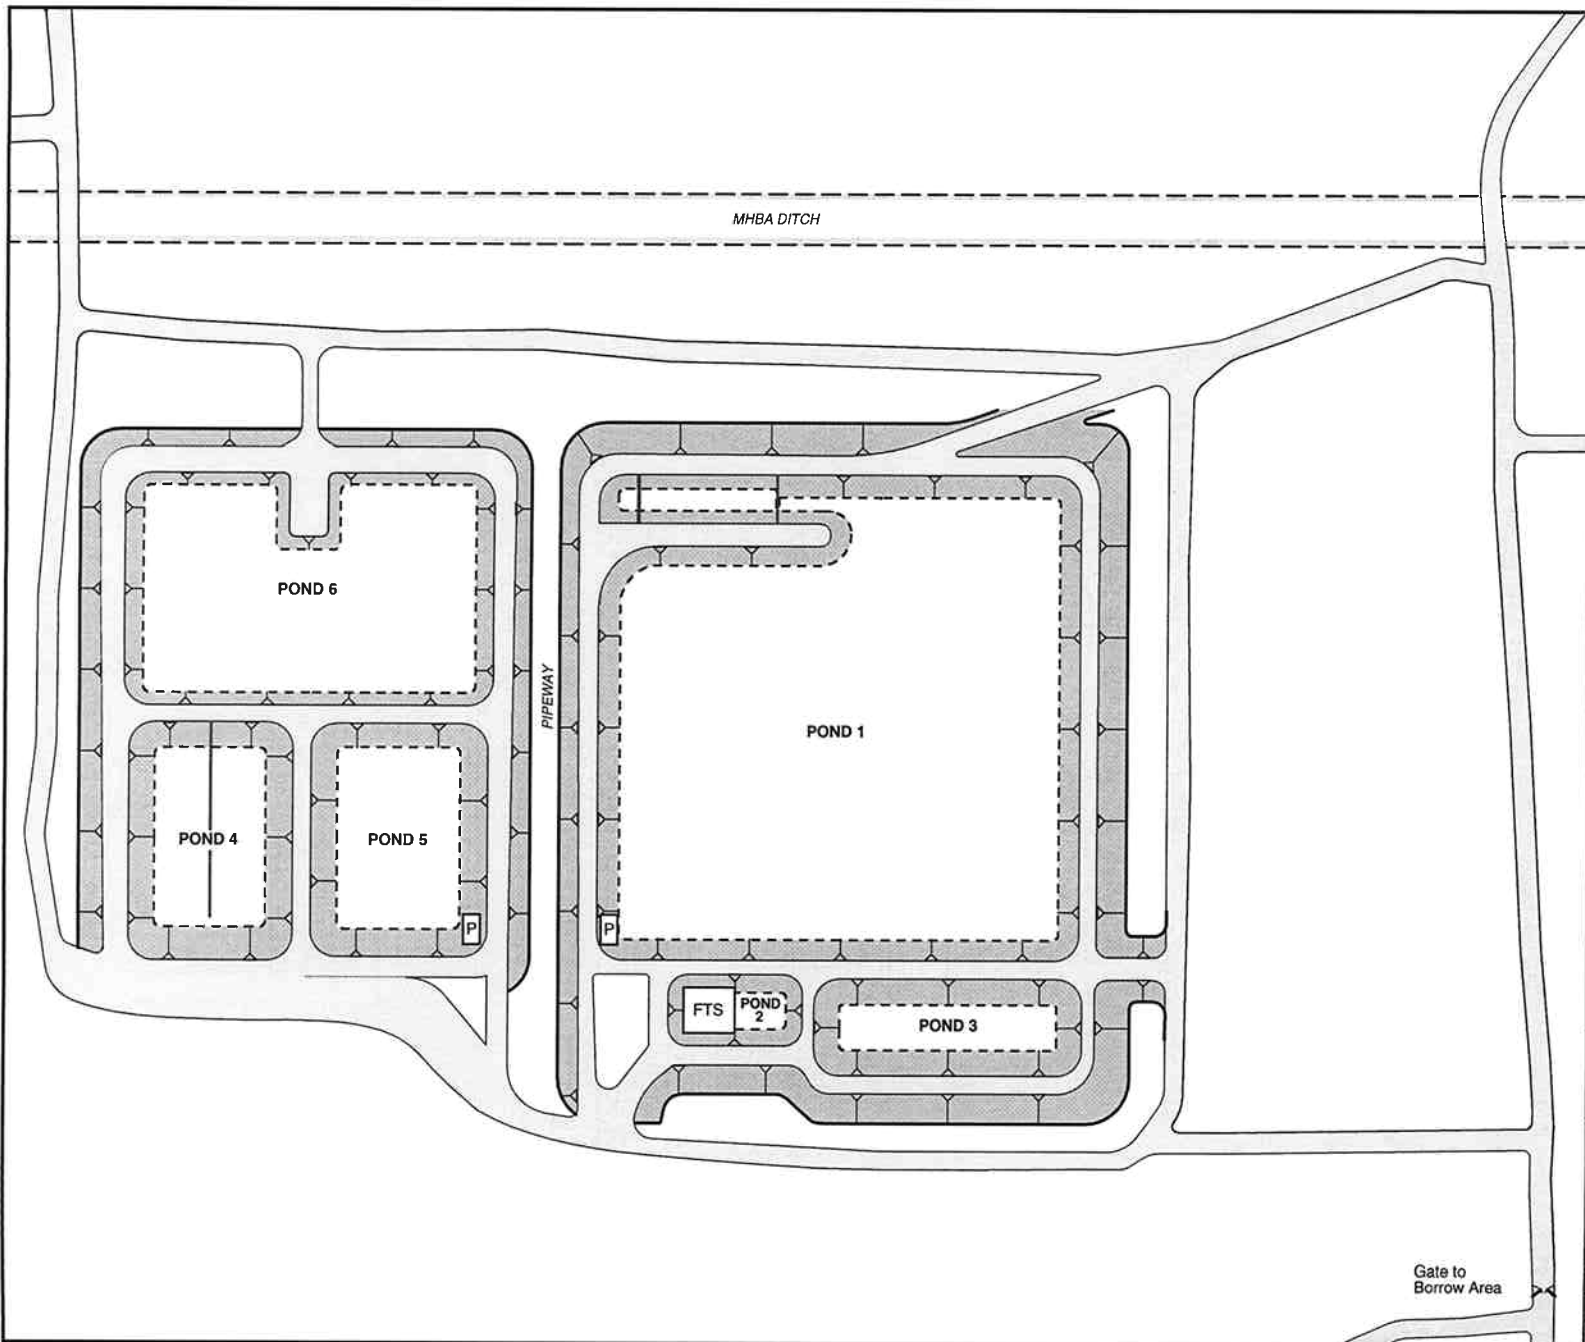 MHBA DITCH
POND 6
PIPEWAY
POND 1
POND 4
POND 5
P
P
FTS
POND
2
POND 3
Gate to
Borrow Area